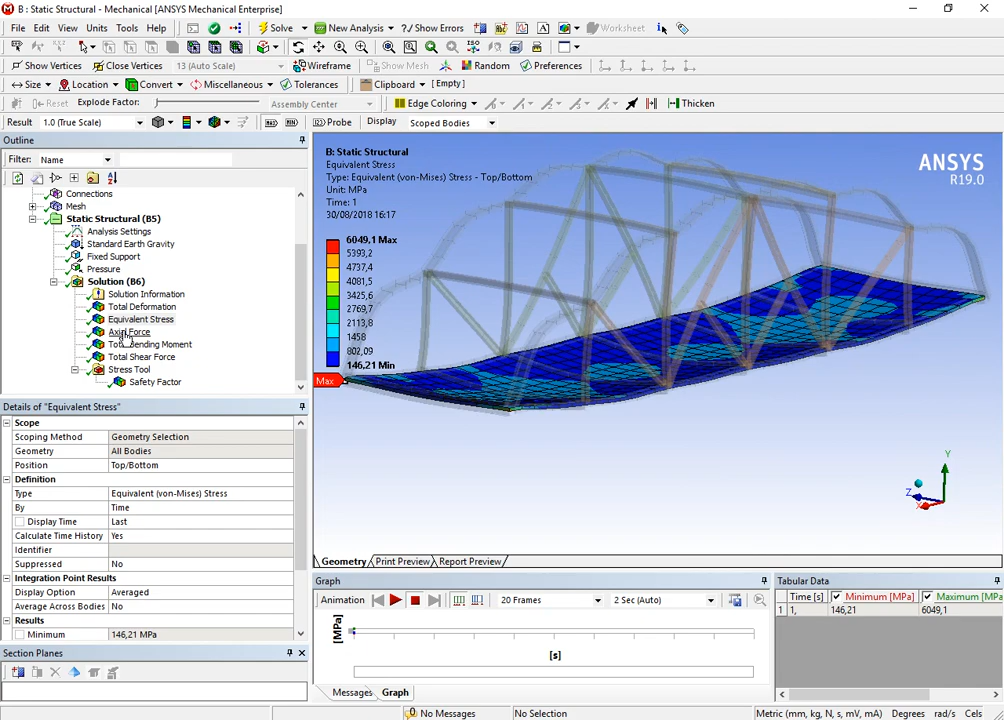 B : Static Structural - Mechanical [ANSYS Mechanical Enterprise]
File Edit View Units Tools Help Solve New Analysis Show Errors Worksheet
Show Vertices Close Vertices 13 (Auto Scale) Wireframe Show Mesh Random Preferences
Size Location Convert Miscellaneous Tolerances Clipboard [ Empty ]
Reset Explode Factor: Assembly Center Edge Coloring Thicken
Result 1.0 (True Scale) Probe Display Scoped Bodies
Outline
Filter: Name
Connections
Mesh
Static Structural (B5)
Analysis Settings
Standard Earth Gravity
Fixed Support
Pressure
Solution (B6)
Solution Information
Total Deformation
Equivalent Stress
Axial Force
Total Bending Moment
Total Shear Force
Stress Tool
Safety Factor
Details of "Equivalent Stress"
Scope
Scoping Method Geometry Selection
Geometry All Bodies
Position Top/Bottom
Definition
Type Equivalent (von-Mises) Stress
By Time
Display Time Last
Calculate Time History Yes
Identifier
Suppressed No
Integration Point Results
Display Option Averaged
Average Across Bodies No
Results
Minimum 146,21 MPa
Section Planes
B: Static Structural
Equivalent Stress
Type: Equivalent (von-Mises) Stress - Top/Bottom
Unit: MPa
Time: 1
30/08/2018 16:17
6049,1 Max
5393,2
4737,4
4081,5
3425,6
2769,7
2113,8
1458
802,09
146,21 Min
Max
ANSYS
R19.0
Y
Z
X
Geometry Print Preview Report Preview
Graph
Animation 20 Frames 2 Sec (Auto)
[MPa]
[s]
Messages Graph
Tabular Data
Time [s] Minimum [MPa] Maximum [MPa]
1 1, 146,21 6049,1
No Messages No Selection Metric (mm, kg, N, s, mV, mA) Degrees rad/s Cels